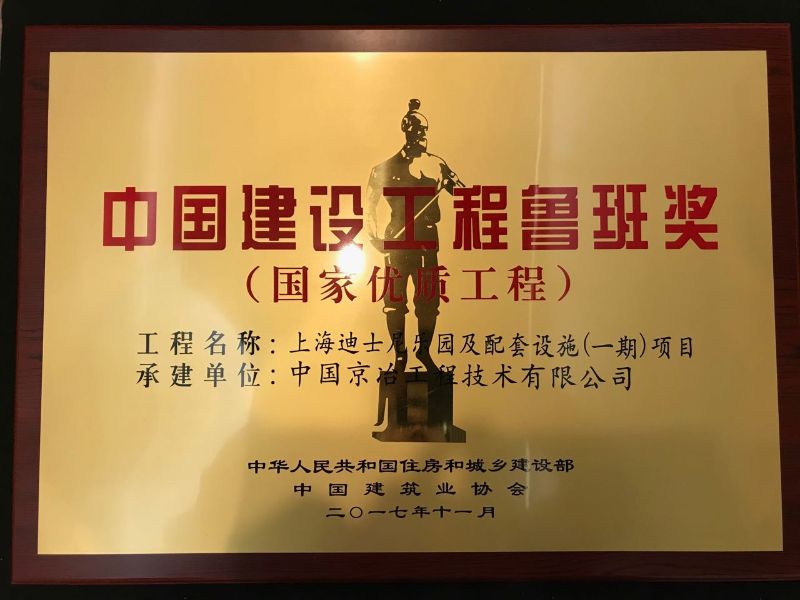 中国建设工程鲁班奖
（国家优质工程）
工程名称：上海迪士尼乐园及配套设施(一期)项目
承建单位：中国京冶工程技术有限公司
中华人民共和国住房和城乡建设部
中国建筑业协会
二〇一七年十一月